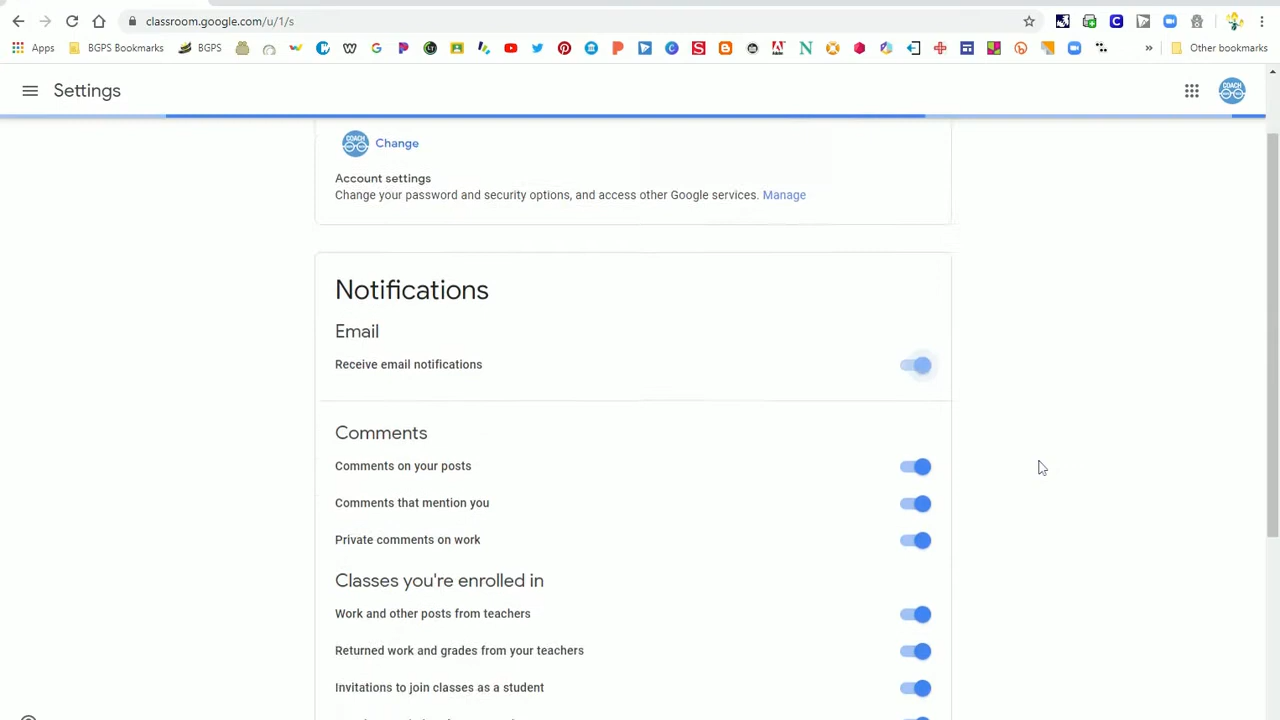 classroom.google.com/u/1/s
Apps
BGPS Bookmarks
BGPS
Other bookmarks
Settings
COACH
COACH
Change
Account settings
Change your password and security options, and access other Google services. Manage
Notifications
Email
Receive email notifications
Comments
Comments on your posts
Comments that mention you
Private comments on work
Classes you're enrolled in
Work and other posts from teachers
Returned work and grades from your teachers
Invitations to join classes as a student